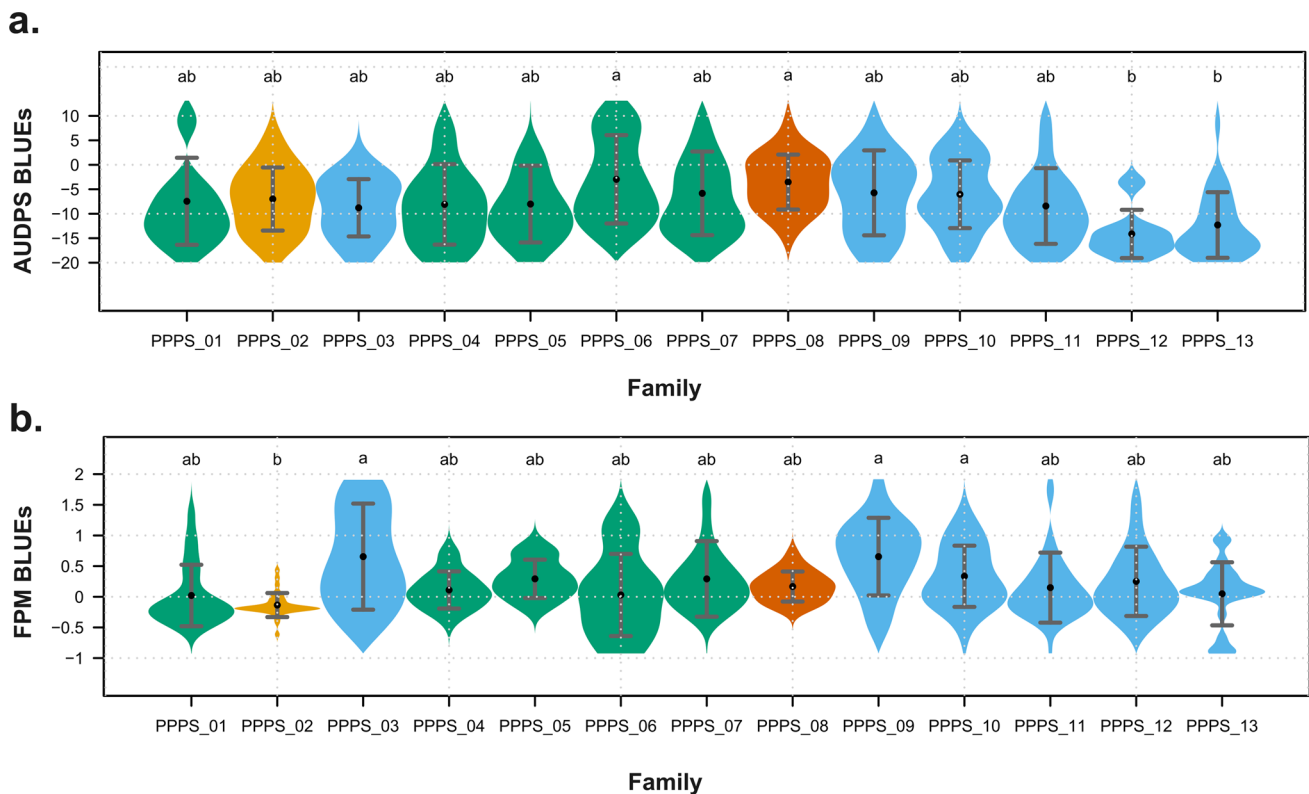 a.
ab ab ab ab ab a ab a ab ab ab b b
AUDPS BLUEs
10
5
0
−5
−10
−15
−20
PPPS_01 PPPS_02 PPPS_03 PPPS_04 PPPS_05 PPPS_06 PPPS_07 PPPS_08 PPPS_09 PPPS_10 PPPS_11 PPPS_12 PPPS_13
Family
b.
ab b a ab ab ab ab ab a a ab ab ab
FPM BLUEs
2
1.5
1
0.5
0
−0.5
−1
PPPS_01 PPPS_02 PPPS_03 PPPS_04 PPPS_05 PPPS_06 PPPS_07 PPPS_08 PPPS_09 PPPS_10 PPPS_11 PPPS_12 PPPS_13
Family